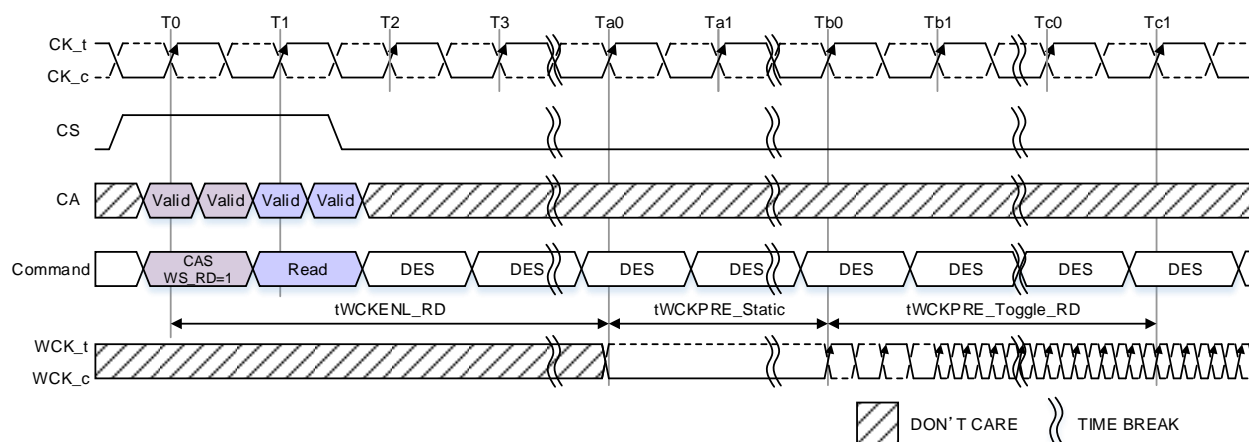 T0 T1 T2 T3 Ta0 Ta1 Tb0 Tb1 Tc0 Tc1
CK_t
CK_c
CS
CA Valid Valid Valid Valid
Command CAS WS_RD=1 Read DES DES DES DES DES DES DES DES
tWCKENL_RD tWCKPRE_Static tWCKPRE_Toggle_RD
WCK_t
WCK_c
DON'T CARE TIME BREAK